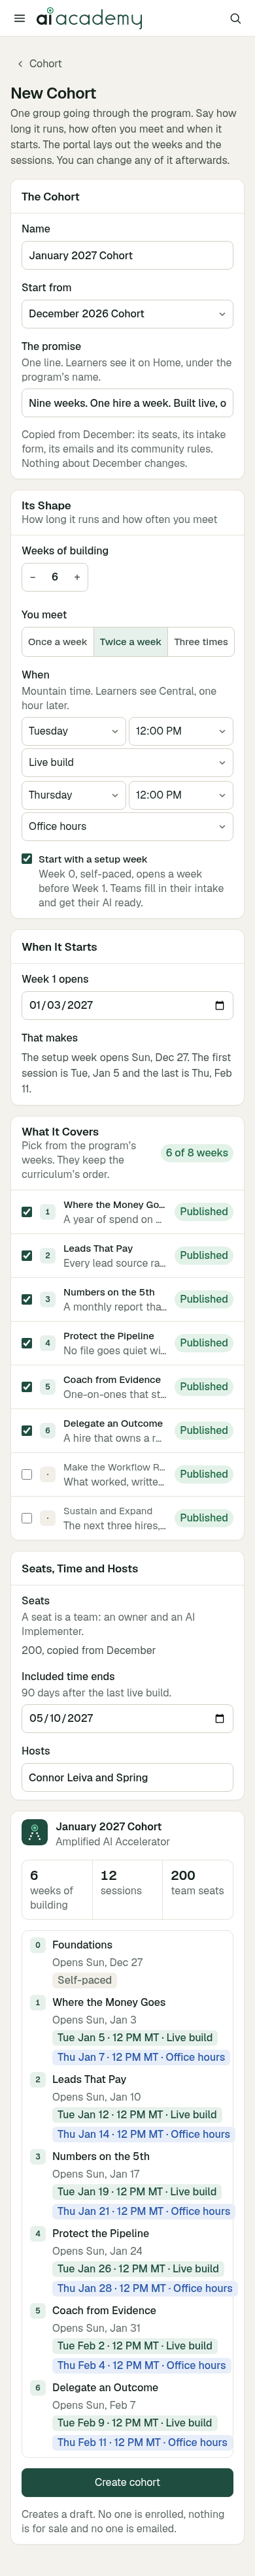 ai academy
Cohort
New Cohort
One group going through the program. Say how
long it runs, how often you meet and when it
starts. The portal lays out the weeks and the
sessions. You can change any of it afterwards.
The Cohort
Name
January 2027 Cohort
Start from
December 2026 Cohort
The promise
One line. Learners see it on Home, under the
program's name.
Nine weeks. One hire a week. Built live, o
Copied from December: its seats, its intake
form, its emails and its community rules.
Nothing about December changes.
Its Shape
How long it runs and how often you meet
Weeks of building
− 6 +
You meet
Once a week Twice a week Three times
When
Mountain time. Learners see Central, one
hour later.
Tuesday 12:00 PM
Live build
Thursday 12:00 PM
Office hours
Start with a setup week
Week 0, self-paced, opens a week
before Week 1. Teams fill in their intake
and get their AI ready.
When It Starts
Week 1 opens
01/03/2027
That makes
The setup week opens Sun, Dec 27. The first
session is Tue, Jan 5 and the last is Thu, Feb
11.
What It Covers
Pick from the program's
weeks. They keep the
curriculum's order.
6 of 8 weeks
1 Where the Money Go... Published
A year of spend on ...
2 Leads That Pay Published
Every lead source ra...
3 Numbers on the 5th Published
A monthly report tha...
4 Protect the Pipeline Published
No file goes quiet wi...
5 Coach from Evidence Published
One-on-ones that st...
6 Delegate an Outcome Published
A hire that owns a r...
· Make the Workflow R... Published
What worked, writte...
· Sustain and Expand Published
The next three hires,...
Seats, Time and Hosts
Seats
A seat is a team: an owner and an AI
Implementer.
200, copied from December
Included time ends
90 days after the last live build.
05/10/2027
Hosts
Connor Leiva and Spring
January 2027 Cohort
Amplified AI Accelerator
6 12 200
weeks of building sessions team seats
0 Foundations
Opens Sun, Dec 27
Self-paced
1 Where the Money Goes
Opens Sun, Jan 3
Tue Jan 5 · 12 PM MT · Live build
Thu Jan 7 · 12 PM MT · Office hours
2 Leads That Pay
Opens Sun, Jan 10
Tue Jan 12 · 12 PM MT · Live build
Thu Jan 14 · 12 PM MT · Office hours
3 Numbers on the 5th
Opens Sun, Jan 17
Tue Jan 19 · 12 PM MT · Live build
Thu Jan 21 · 12 PM MT · Office hours
4 Protect the Pipeline
Opens Sun, Jan 24
Tue Jan 26 · 12 PM MT · Live build
Thu Jan 28 · 12 PM MT · Office hours
5 Coach from Evidence
Opens Sun, Jan 31
Tue Feb 2 · 12 PM MT · Live build
Thu Feb 4 · 12 PM MT · Office hours
6 Delegate an Outcome
Opens Sun, Feb 7
Tue Feb 9 · 12 PM MT · Live build
Thu Feb 11 · 12 PM MT · Office hours
Create cohort
Creates a draft. No one is enrolled, nothing
is for sale and no one is emailed.